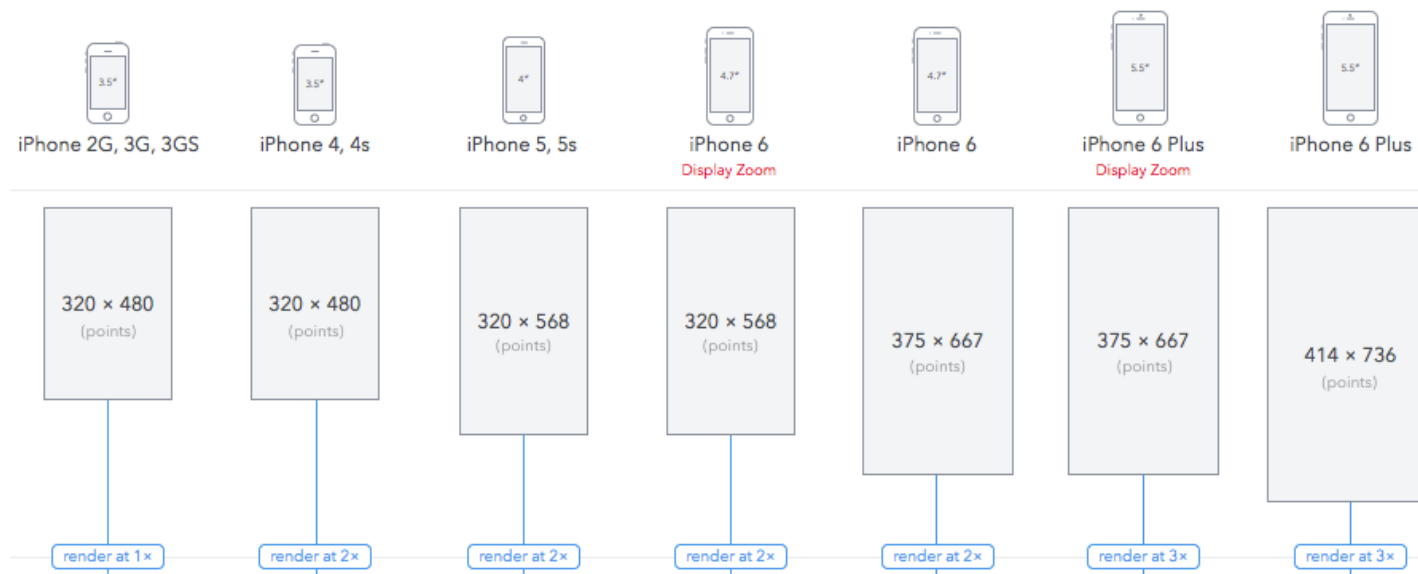 3.5"
3.5"
4"
4.7"
4.7"
5.5"
5.5"
iPhone 2G, 3G, 3GS
iPhone 4, 4s
iPhone 5, 5s
iPhone 6
Display Zoom
iPhone 6
iPhone 6 Plus
Display Zoom
iPhone 6 Plus
320 × 480
(points)
320 × 480
(points)
320 × 568
(points)
320 × 568
(points)
375 × 667
(points)
375 × 667
(points)
414 × 736
(points)
render at 1×
render at 2×
render at 2×
render at 2×
render at 2×
render at 3×
render at 3×